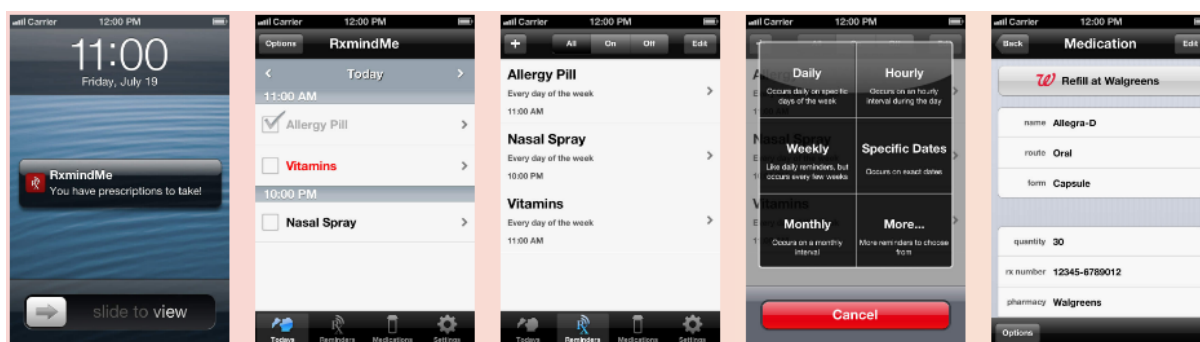 Carrier 12:00 PM
11:00
Friday, July 19
RxmindMe
You have prescriptions to take!
slide to view
Carrier 12:00 PM
Options RxmindMe
Today
11:00 AM
Allergy Pill
Vitamins
10:00 PM
Nasal Spray
Todays Reminders Medications Settings
Carrier 12:00 PM
+ All On Off Edit
Allergy Pill
Every day of the week
11:00 AM
Nasal Spray
Every day of the week
10:00 PM
Vitamins
Every day of the week
11:00 AM
Todays Reminders Medications Settings
Carrier 12:00 PM
Daily Hourly
Occurs daily on specific Occurs on an hourly
days of the week interval during the day
Weekly Specific Dates
Like daily reminders, but Occurs on exact dates
occurs every few weeks
Monthly More...
Occurs on a monthly More reminders to choose
interval from
Cancel
Carrier 12:00 PM
Back Medication Edit
Refill at Walgreens
name Allegra-D
route Oral
form Capsule
quantity 30
rx number 12345-6789012
pharmacy Walgreens
Options